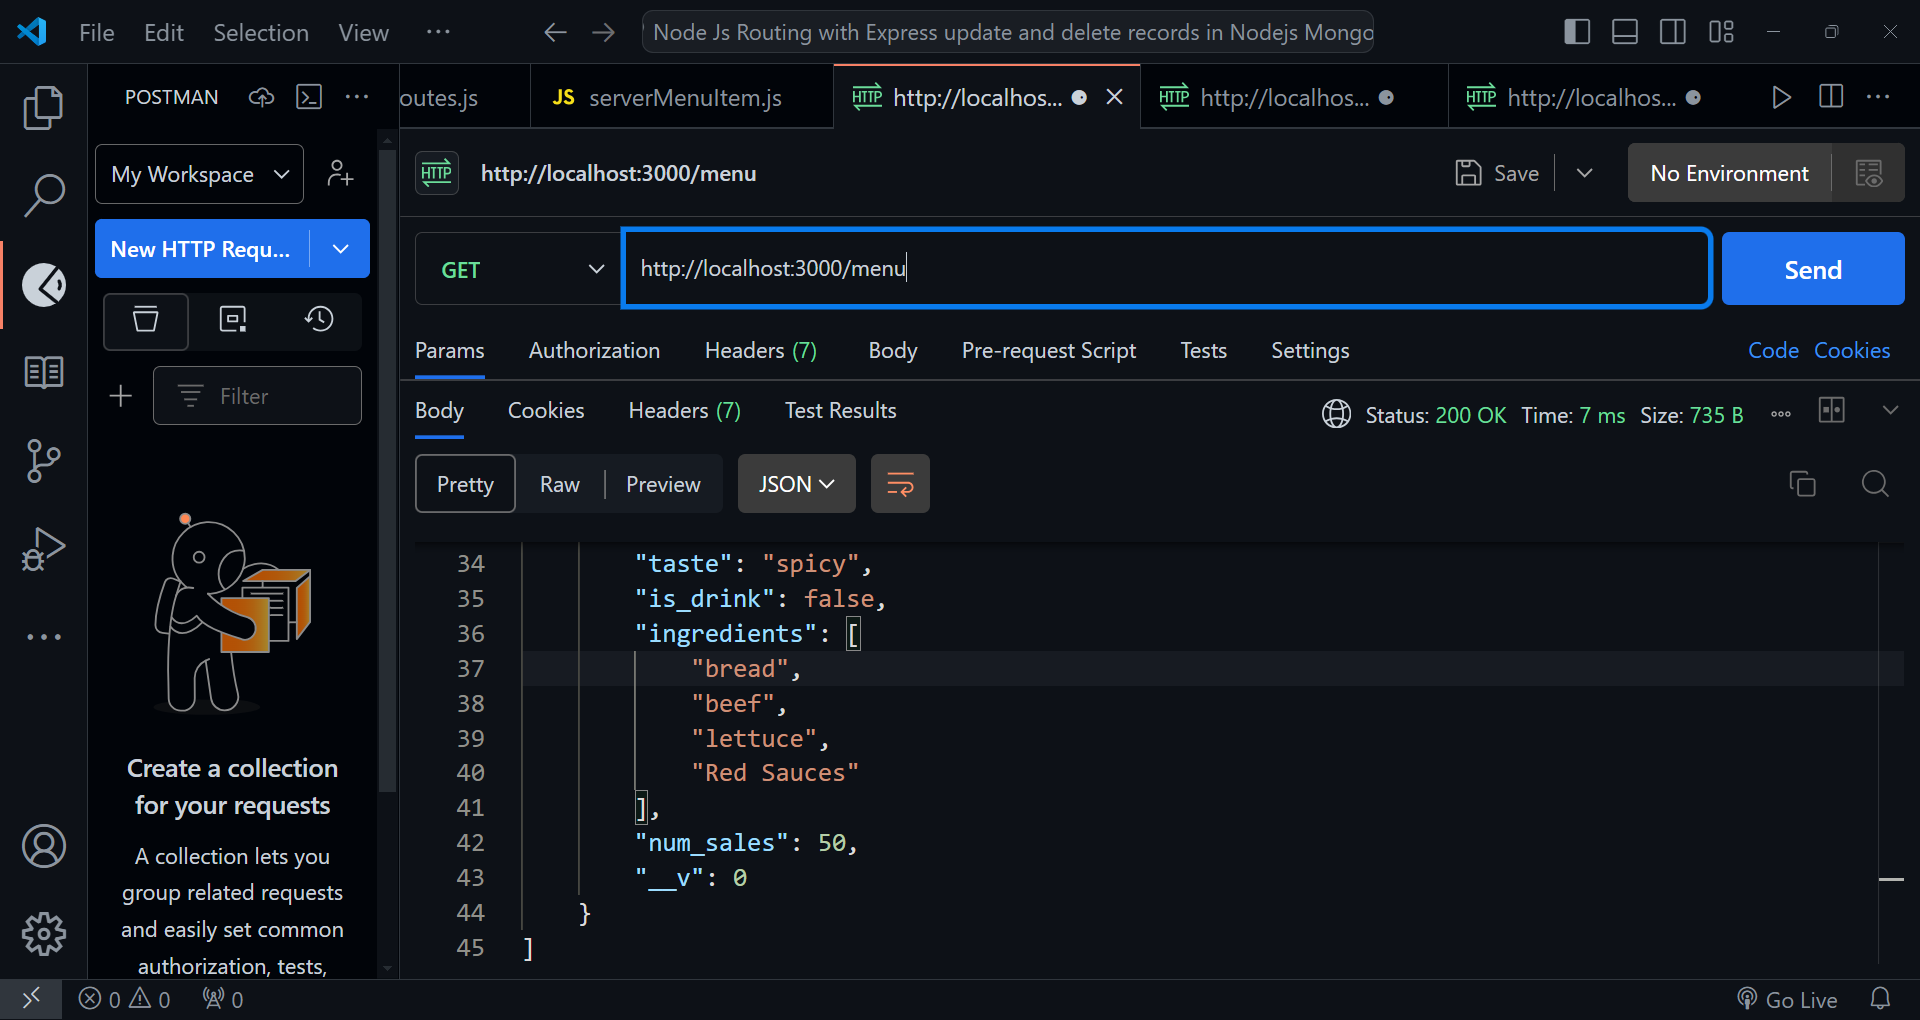 File Edit Selection View ··· Node Js Routing with Express update and delete records in Nodejs Mongo
POSTMAN ··· outes.js JS serverMenuItem.js HTTP http://localhos... HTTP http://localhos... HTTP http://localhos... ···
My Workspace HTTP http://localhost:3000/menu Save No Environment
New HTTP Requ... GET http://localhost:3000/menu Send
Params Authorization Headers (7) Body Pre-request Script Tests Settings Code Cookies
Filter
Body Cookies Headers (7) Test Results Status: 200 OK Time: 7 ms Size: 735 B
Pretty Raw Preview JSON
34 "taste": "spicy",
35 "is_drink": false,
36 "ingredients": [
37 "bread",
38 "beef",
39 "lettuce",
40 "Red Sauces"
41 ],
42 "num_sales": 50,
43 "__v": 0
44 }
45 ]
Create a collection
for your requests
A collection lets you
group related requests
and easily set common
authorization, tests,
0 0 0 Go Live